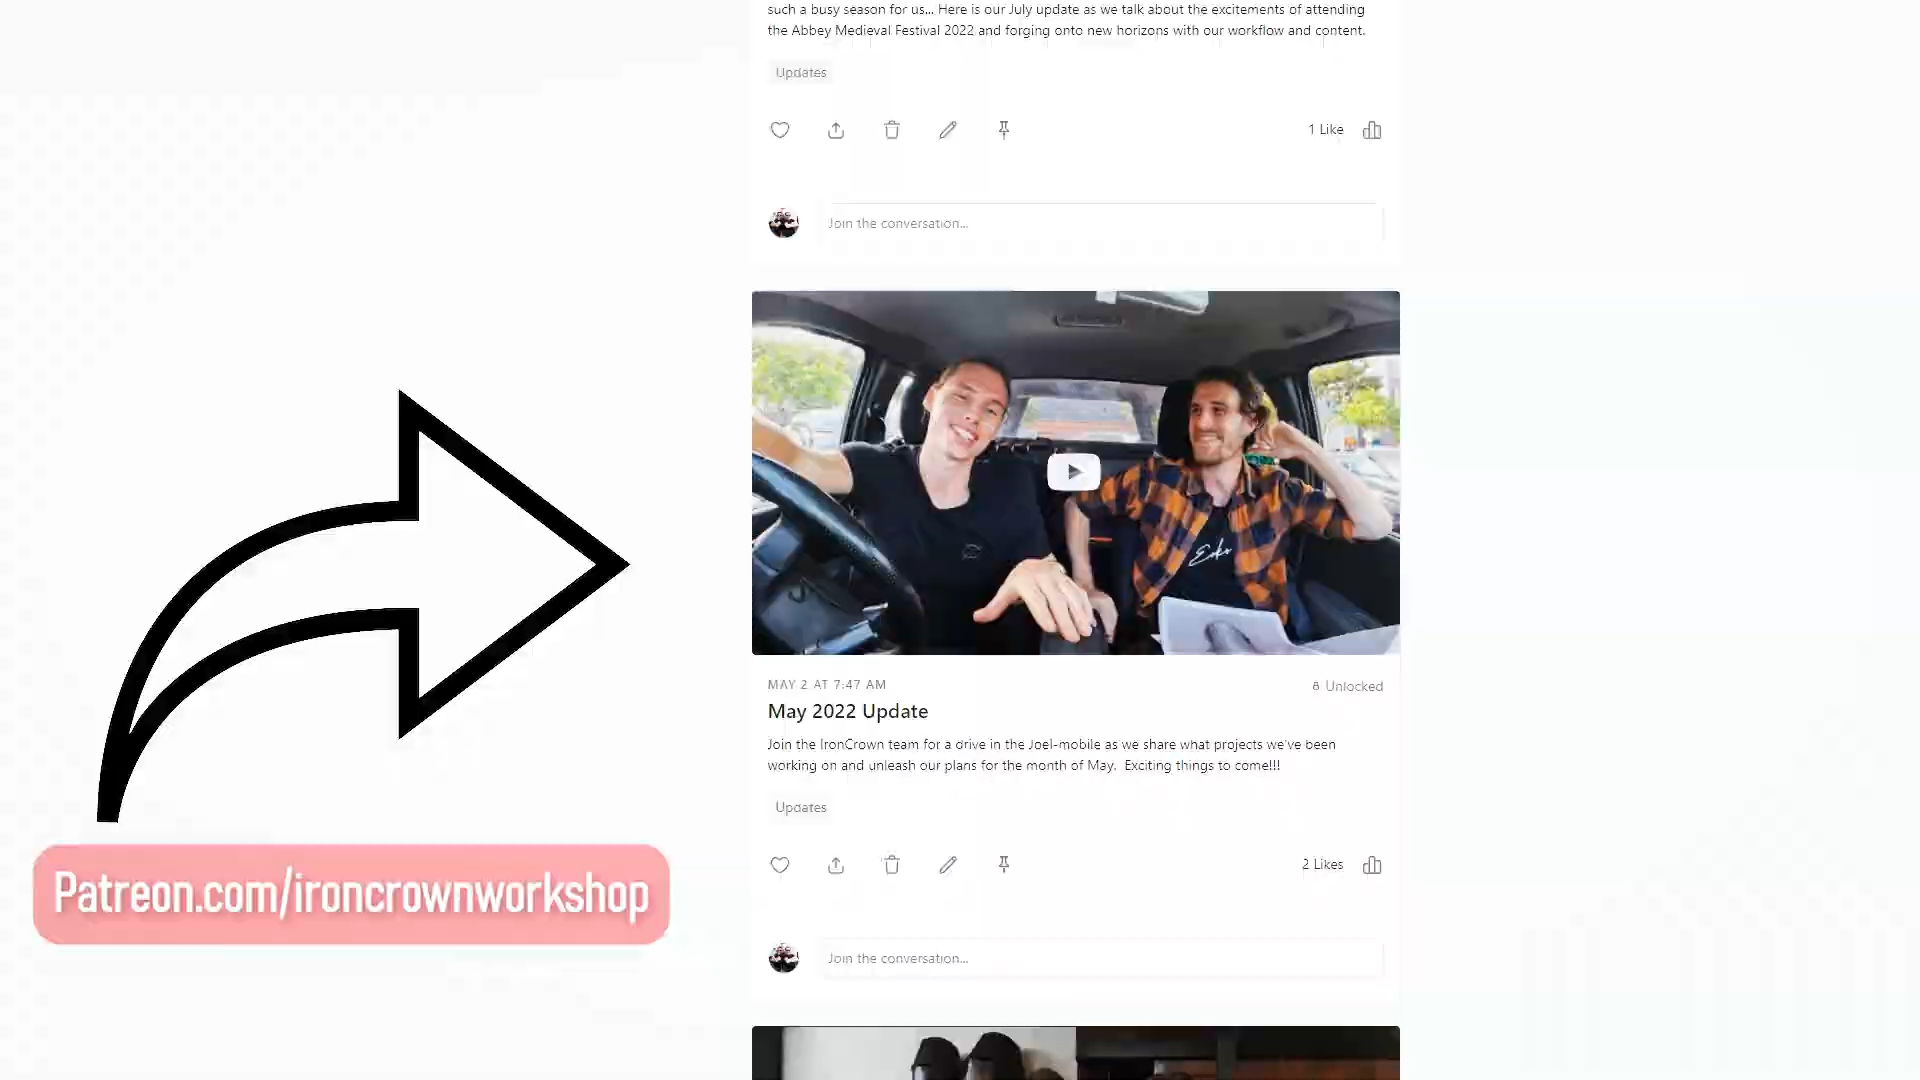 such a busy season for us... Here is our July update as we talk about the excitements of attending
the Abbey Medieval Festival 2022 and forging onto new horizons with our workflow and content.
Updates
1 Like
Join the conversation...
MAY 2 AT 7:47 AM
Unlocked
May 2022 Update
Join the IronCrown team for a drive in the Joel-mobile as we share what projects we've been
working on and unleash our plans for the month of May. Exciting things to come!!!
Updates
2 Likes
Patreon.com/ironcrownworkshop
Join the conversation...